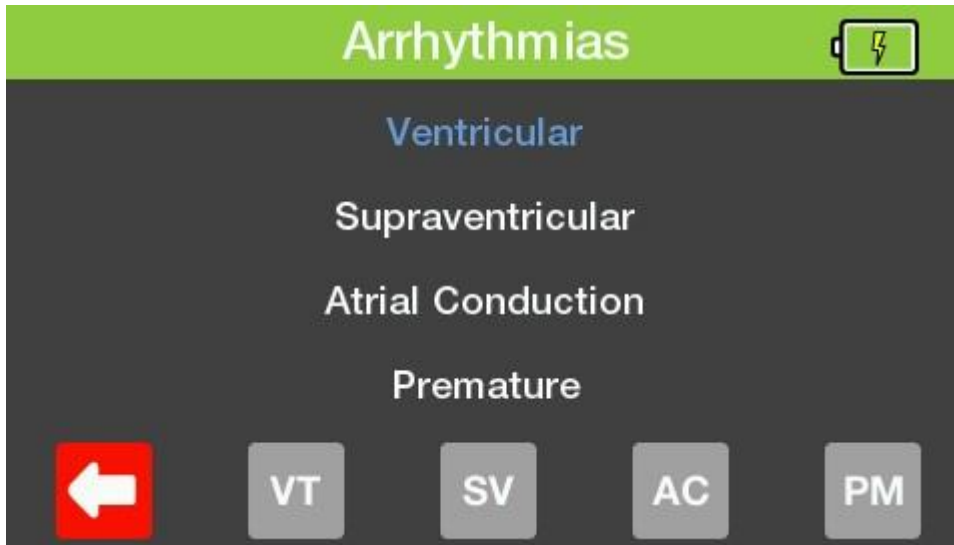 Arrhythmias
Ventricular
Supraventricular
Atrial Conduction
Premature
VT SV AC PM